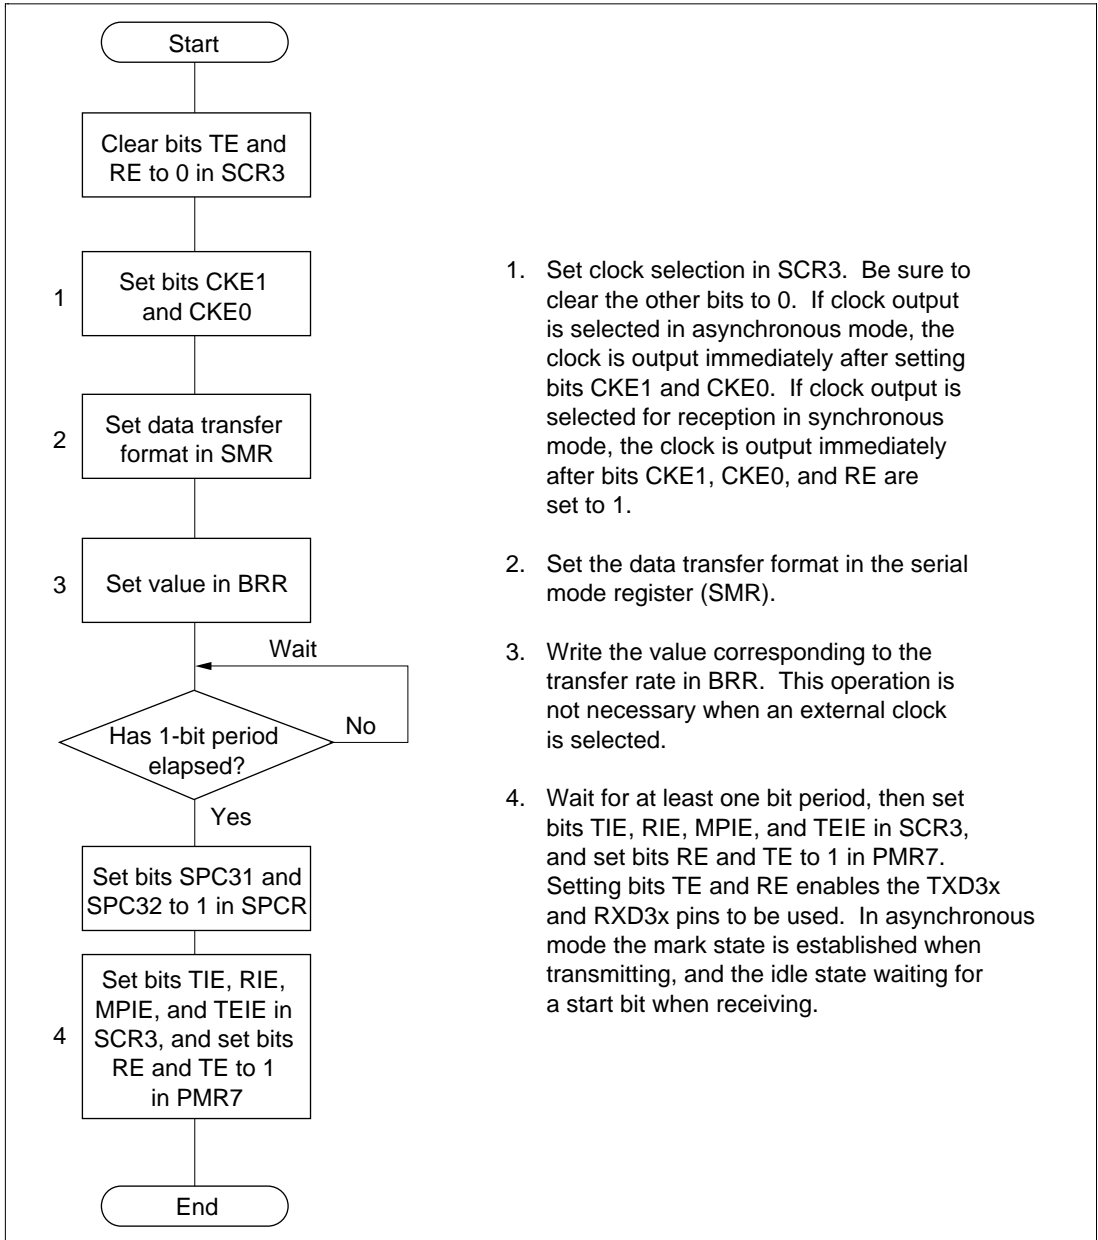 Start
Clear bits TE and
RE to 0 in SCR3
1
Set bits CKE1
and CKE0
2
Set data transfer
format in SMR
3
Set value in BRR
Wait
Has 1-bit period
elapsed?
No
Yes
Set bits SPC31 and
SPC32 to 1 in SPCR
4
Set bits TIE, RIE,
MPIE, and TEIE in
SCR3, and set bits
RE and TE to 1
in PMR7
End
1. Set clock selection in SCR3. Be sure to
clear the other bits to 0. If clock output
is selected in asynchronous mode, the
clock is output immediately after setting
bits CKE1 and CKE0. If clock output is
selected for reception in synchronous
mode, the clock is output immediately
after bits CKE1, CKE0, and RE are
set to 1.
2. Set the data transfer format in the serial
mode register (SMR).
3. Write the value corresponding to the
transfer rate in BRR. This operation is
not necessary when an external clock
is selected.
4. Wait for at least one bit period, then set
bits TIE, RIE, MPIE, and TEIE in SCR3,
and set bits RE and TE to 1 in PMR7.
Setting bits TE and RE enables the TXD3x
and RXD3x pins to be used. In asynchronous
mode the mark state is established when
transmitting, and the idle state waiting for
a start bit when receiving.